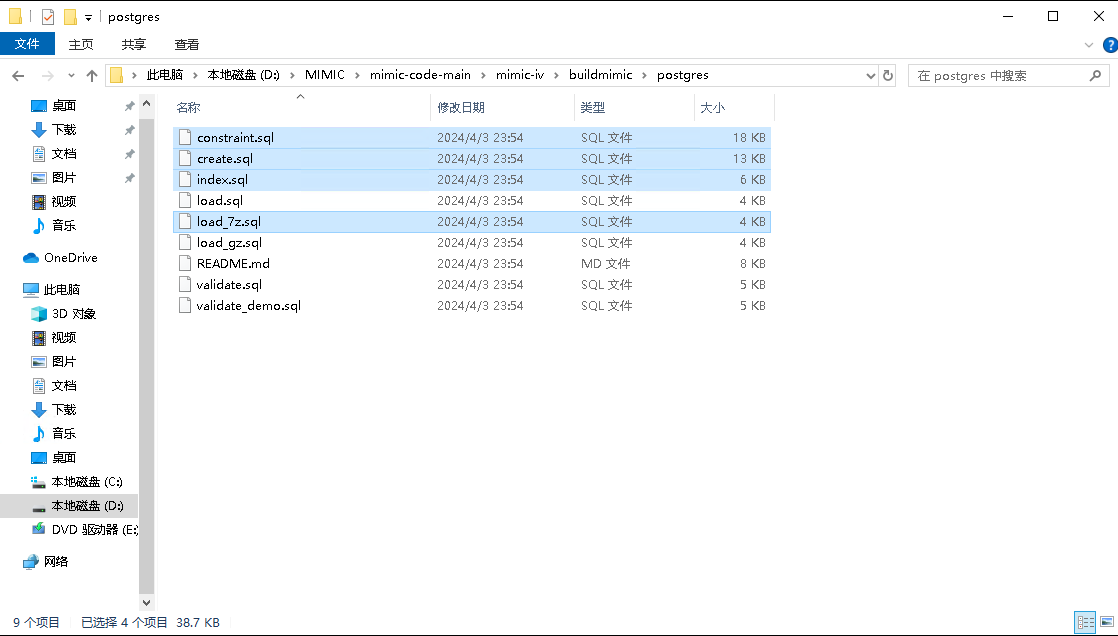 postgres
文件 主页 共享 查看
此电脑 本地磁盘 (D:) MIMIC mimic-code-main mimic-iv buildmimic postgres 在 postgres 中搜索
桌面
下载
文档
图片
视频
音乐
OneDrive
此电脑
3D 对象
视频
图片
文档
下载
音乐
桌面
本地磁盘 (C:)
本地磁盘 (D:)
DVD 驱动器 (E:)
网络
名称 修改日期 类型 大小
constraint.sql 2024/4/3 23:54 SQL 文件 18 KB
create.sql 2024/4/3 23:54 SQL 文件 13 KB
index.sql 2024/4/3 23:54 SQL 文件 6 KB
load.sql 2024/4/3 23:54 SQL 文件 4 KB
load_7z.sql 2024/4/3 23:54 SQL 文件 4 KB
load_gz.sql 2024/4/3 23:54 SQL 文件 4 KB
README.md 2024/4/3 23:54 MD 文件 8 KB
validate.sql 2024/4/3 23:54 SQL 文件 5 KB
validate_demo.sql 2024/4/3 23:54 SQL 文件 5 KB
9 个项目 已选择 4 个项目 38.7 KB